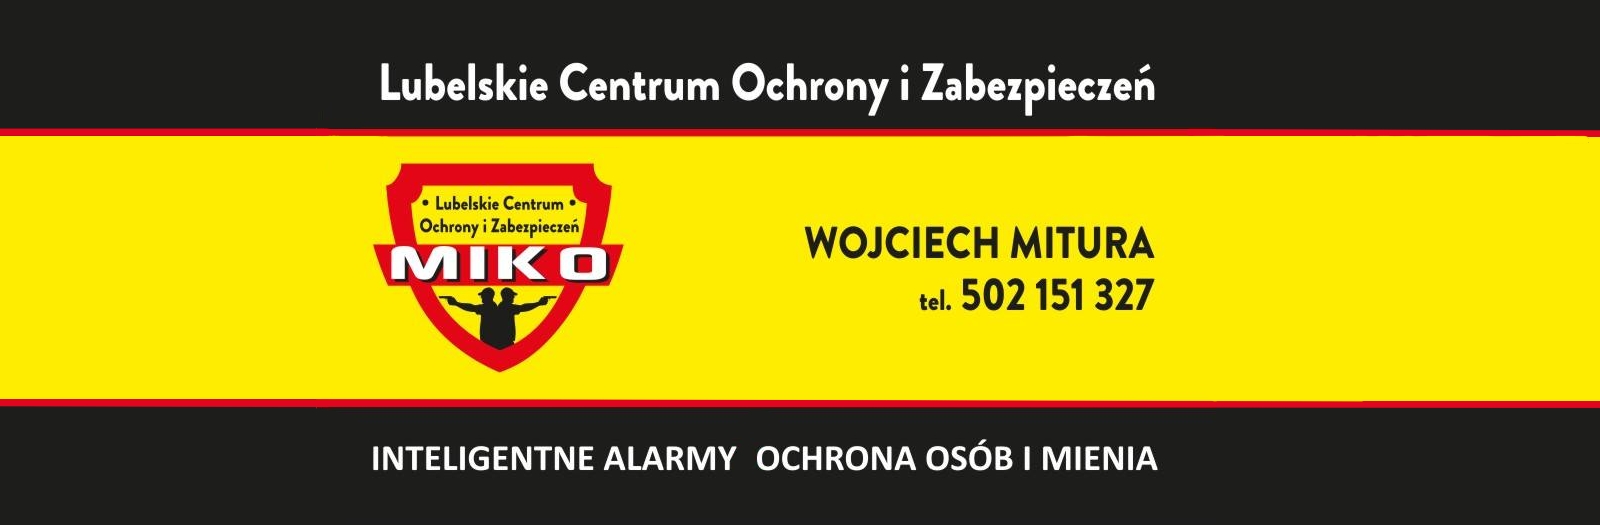 Lubelskie Centrum Ochrony i Zabezpieczeń
• Lubelskie Centrum •
Ochrony i Zabezpieczeń
MIKO
WOJCIECH MITURA
tel. 502 151 327
INTELIGENTNE ALARMY OCHRONA OSÓB I MIENIA